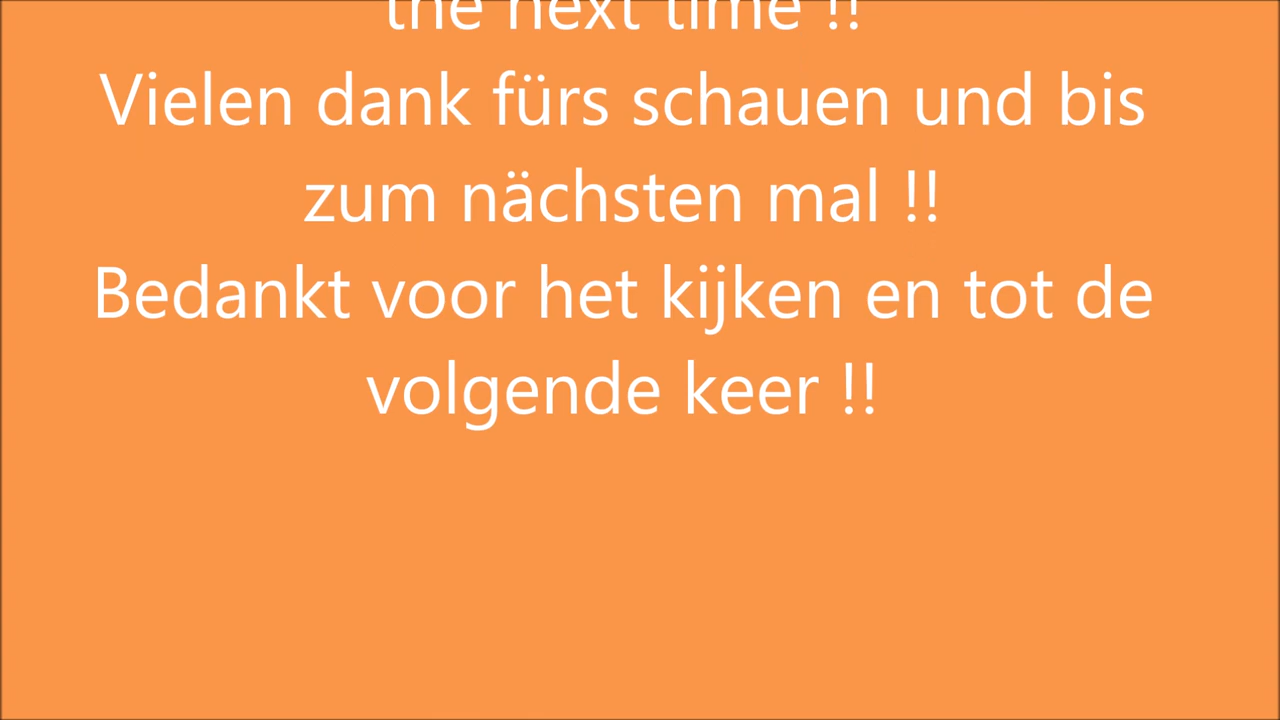 the next time !!
Vielen dank fürs schauen und bis
zum nächsten mal !!
Bedankt voor het kijken en tot de
volgende keer !!